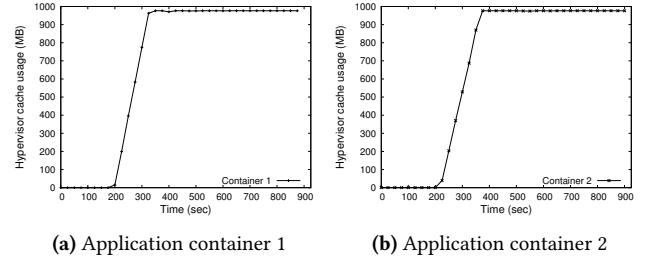 Hypervisor cache usage (MB)
1000
900
800
700
600
500
400
300
200
100
0
0 100 200 300 400 500 600 700 800 900
Time (sec)
Container 1
(a) Application container 1
Hypervisor cache usage (MB)
1000
900
800
700
600
500
400
300
200
100
0
0 100 200 300 400 500 600 700 800 900
Time (sec)
Container 2
(b) Application container 2